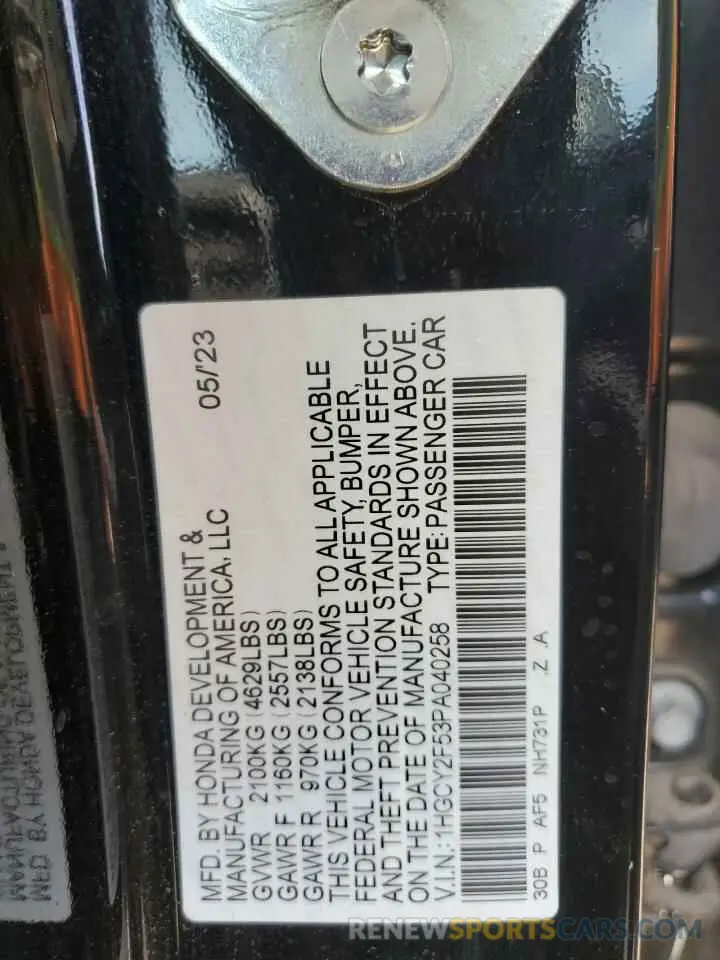 MFD. BY HONDA DEVELOPMENT &
MANUFACTURING OF AMERICA, LLC 05/'23
GVWR 2100KG (4629LBS)
GAWR F 1160KG (2557LBS)
GAWR R 970KG (2138LBS)
THIS VEHICLE CONFORMS TO ALL APPLICABLE
FEDERAL MOTOR VEHICLE SAFETY, BUMPER,
AND THEFT PREVENTION STANDARDS IN EFFECT
ON THE DATE OF MANUFACTURE SHOWN ABOVE.
V.I.N.:1HGCY2F53PA040258 TYPE:PASSENGER CAR
30B P AF5 NH731P Z A
RENEWSPORTSCARS.COM